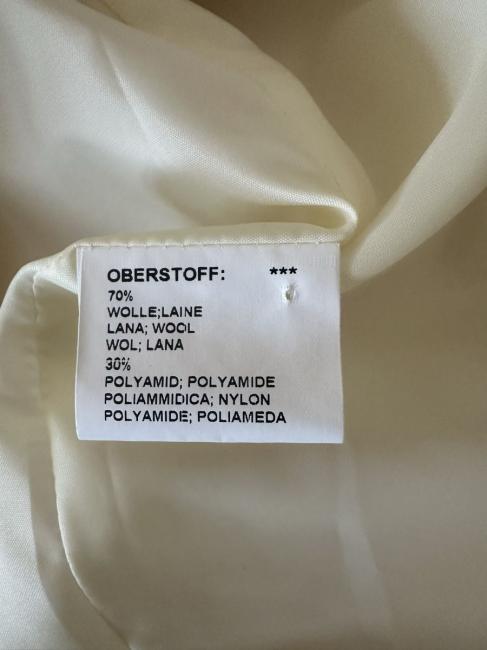 OBERSTOFF: ***
70%
WOLLE;LAINE
LANA; WOOL
WOL; LANA
30%
POLYAMID; POLYAMIDE
POLIAMMIDICA; NYLON
POLYAMIDE; POLIAMEDA